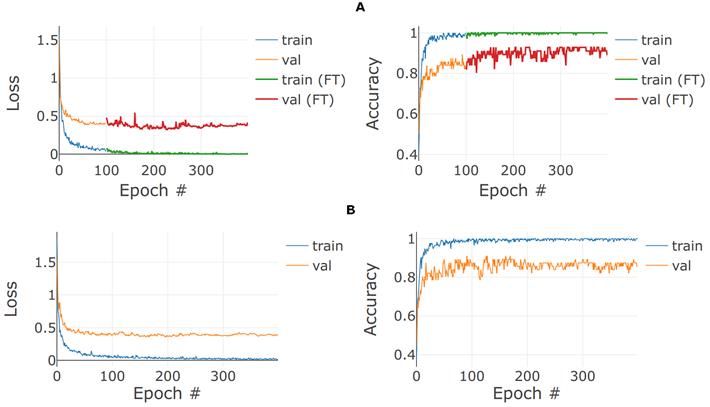 A
1.5
1
0.5
0
0
100
200
300
Loss
Epoch #
train
val
train (FT)
val (FT)
1
0.8
0.6
0.4
0
100
200
300
Accuracy
Epoch #
train
val
train (FT)
val (FT)
B
1.5
1
0.5
0
0
100
200
300
Loss
Epoch #
train
val
1
0.8
0.6
0.4
0
100
200
300
Accuracy
Epoch #
train
val